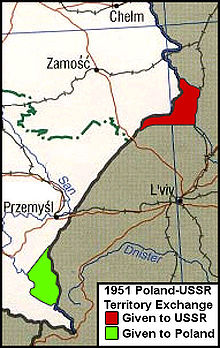 Chełm
Zamość
L'viv
San
Przemyśl
Dnister
1951 Poland-USSR
Territory Exchange
Given to USSR
Given to Poland